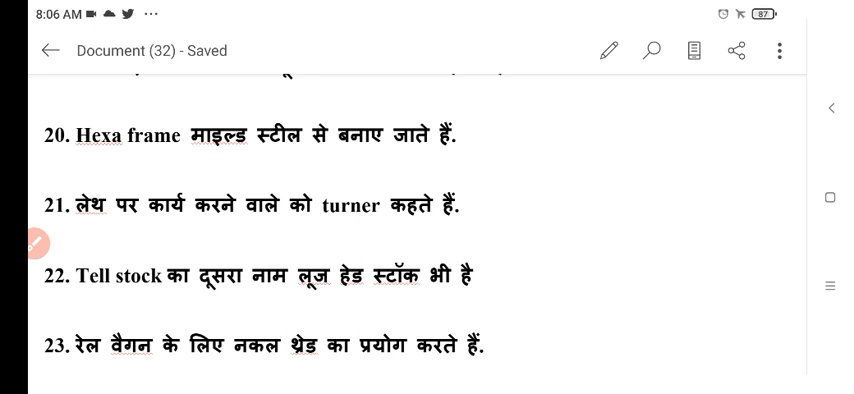 8:06 AM ... 87
Document (32) - Saved
20. Hexa frame माइल्ड स्टील से बनाए जाते हैं.
21. लेथ पर कार्य करने वाले को turner कहते हैं.
22. Tell stock का दूसरा नाम लूज हेड स्टॉक भी है
23. रेल वैगन के लिए नकल थ्रेड का प्रयोग करते हैं.